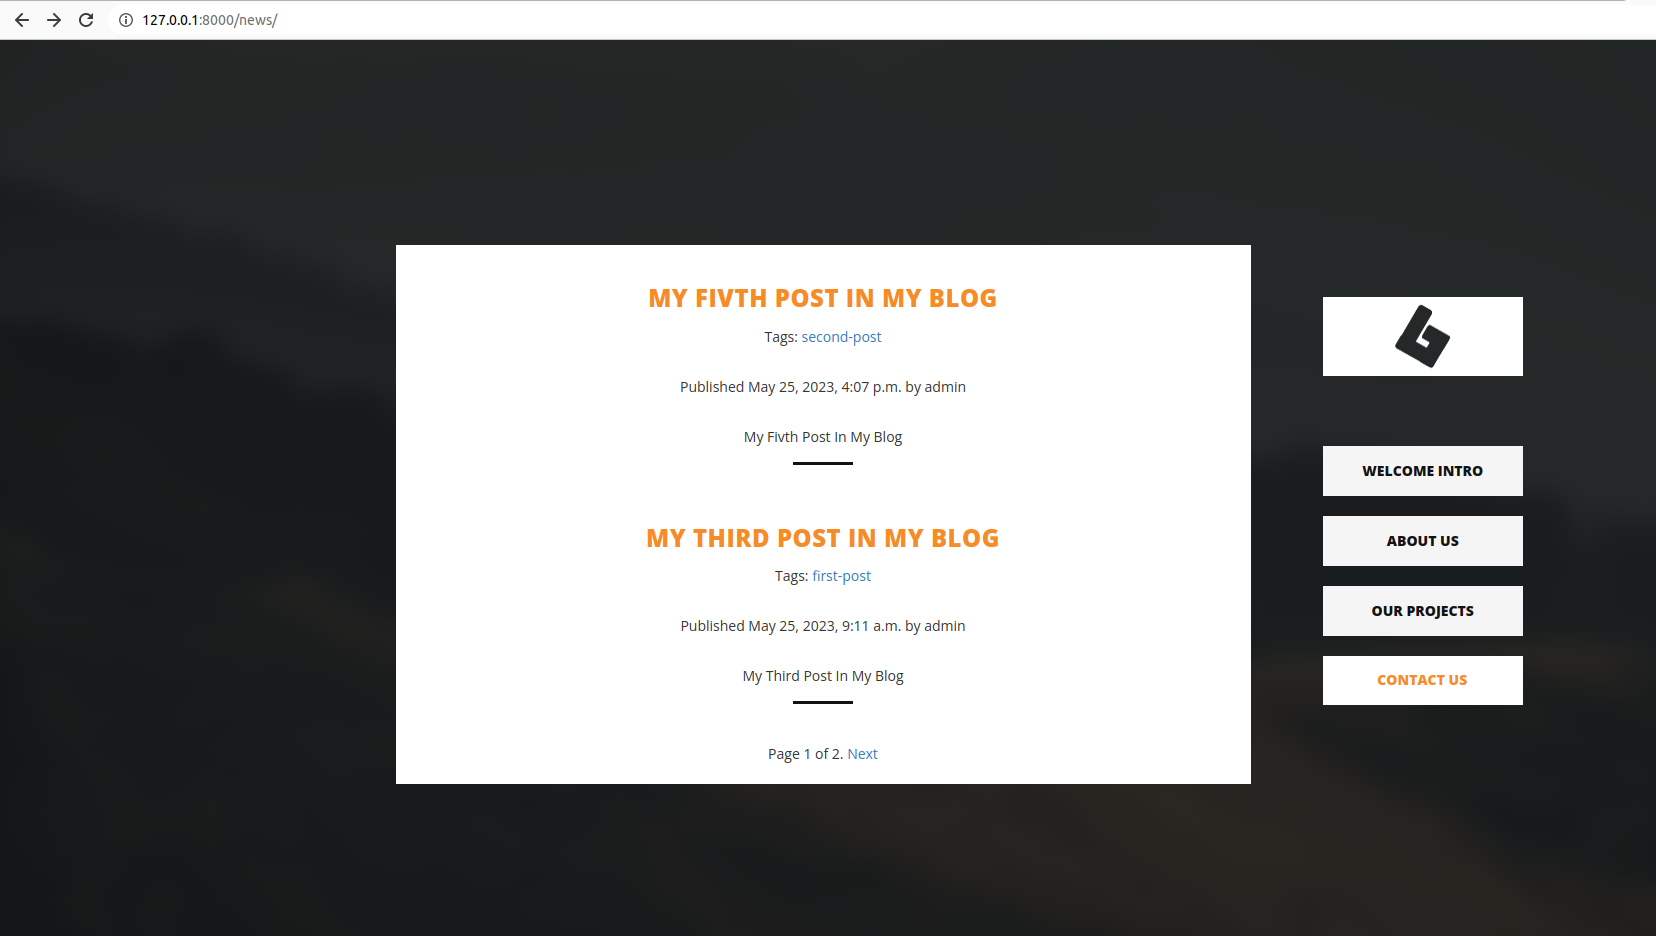 127.0.0.1:8000/news/
MY FIVTH POST IN MY BLOG
Tags: second-post
Published May 25, 2023, 4:07 p.m. by admin
My Fivth Post In My Blog
MY THIRD POST IN MY BLOG
Tags: first-post
Published May 25, 2023, 9:11 a.m. by admin
My Third Post In My Blog
Page 1 of 2. Next
WELCOME INTRO
ABOUT US
OUR PROJECTS
CONTACT US